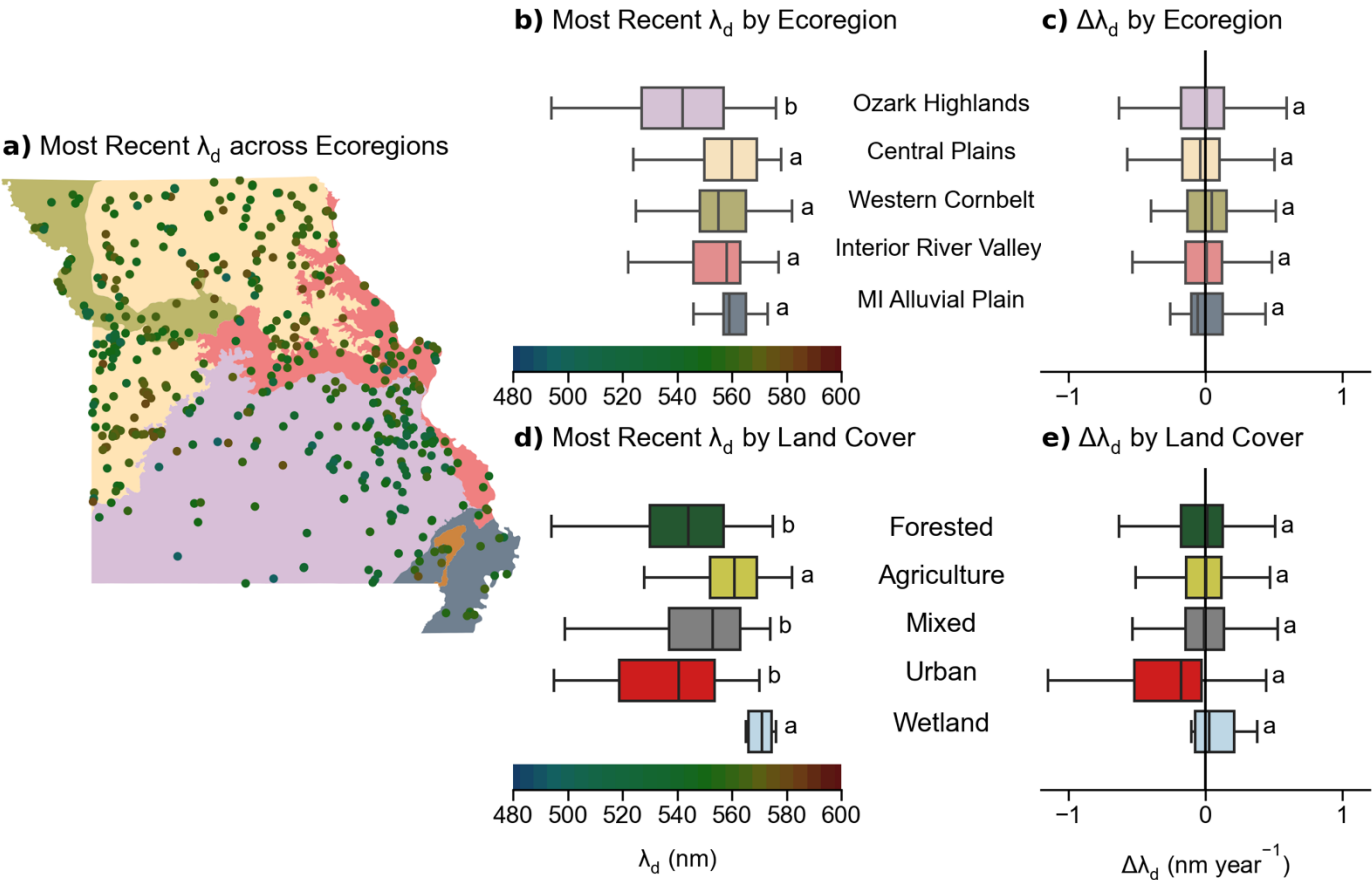 a) Most Recent λd across Ecoregions
b) Most Recent λd by Ecoregion
b
a
a
a
a
480 500 520 540 560 580 600
Ozark Highlands
Central Plains
Western Cornbelt
Interior River Valley
MI Alluvial Plain
c) Δλd by Ecoregion
a
a
a
a
a
−1 0 1
d) Most Recent λd by Land Cover
b
a
b
b
a
480 500 520 540 560 580 600
λd (nm)
Forested
Agriculture
Mixed
Urban
Wetland
e) Δλd by Land Cover
a
a
a
a
a
−1 0 1
Δλd (nm year−1)